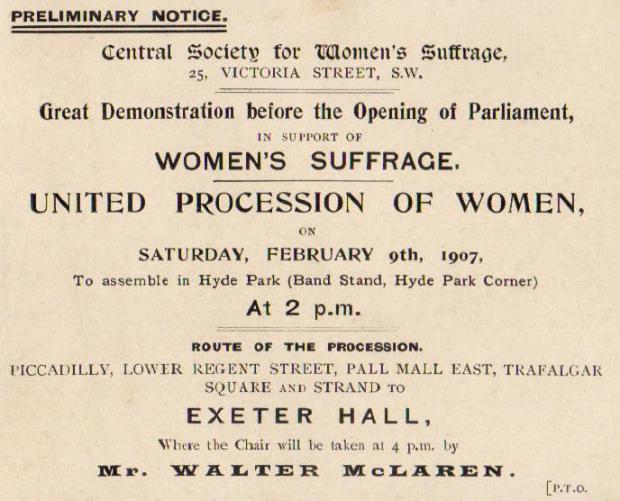 PRELIMINARY NOTICE.
Central Society for Women's Suffrage,
25, VICTORIA STREET, S.W.
Great Demonstration before the Opening of Parliament,
IN SUPPORT OF
WOMEN'S SUFFRAGE.
UNITED PROCESSION OF WOMEN,
ON
SATURDAY, FEBRUARY 9th, 1907,
To assemble in Hyde Park (Band Stand, Hyde Park Corner)
At 2 p.m.
ROUTE OF THE PROCESSION.
PICCADILLY, LOWER REGENT STREET, PALL MALL EAST, TRAFALGAR
SQUARE AND STRAND TO
EXETER HALL,
Where the Chair will be taken at 4 p.m. by
Mr. WALTER McLAREN.
[P.T.O.